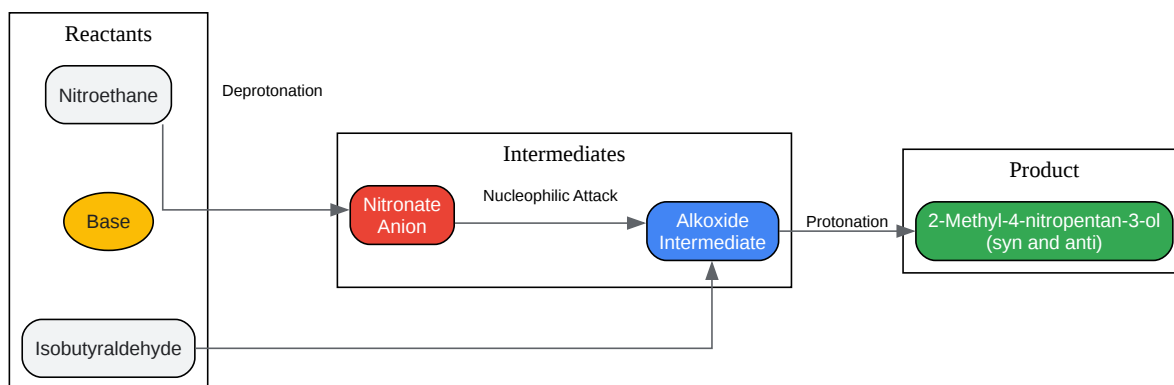 Reactants
Nitroethane
Deprotonation
Base
Isobutyraldehyde
Intermediates
Nitronate
Anion
Nucleophilic Attack
Alkoxide
Intermediate
Protonation
Product
2-Methyl-4-nitropentan-3-ol
(syn and anti)